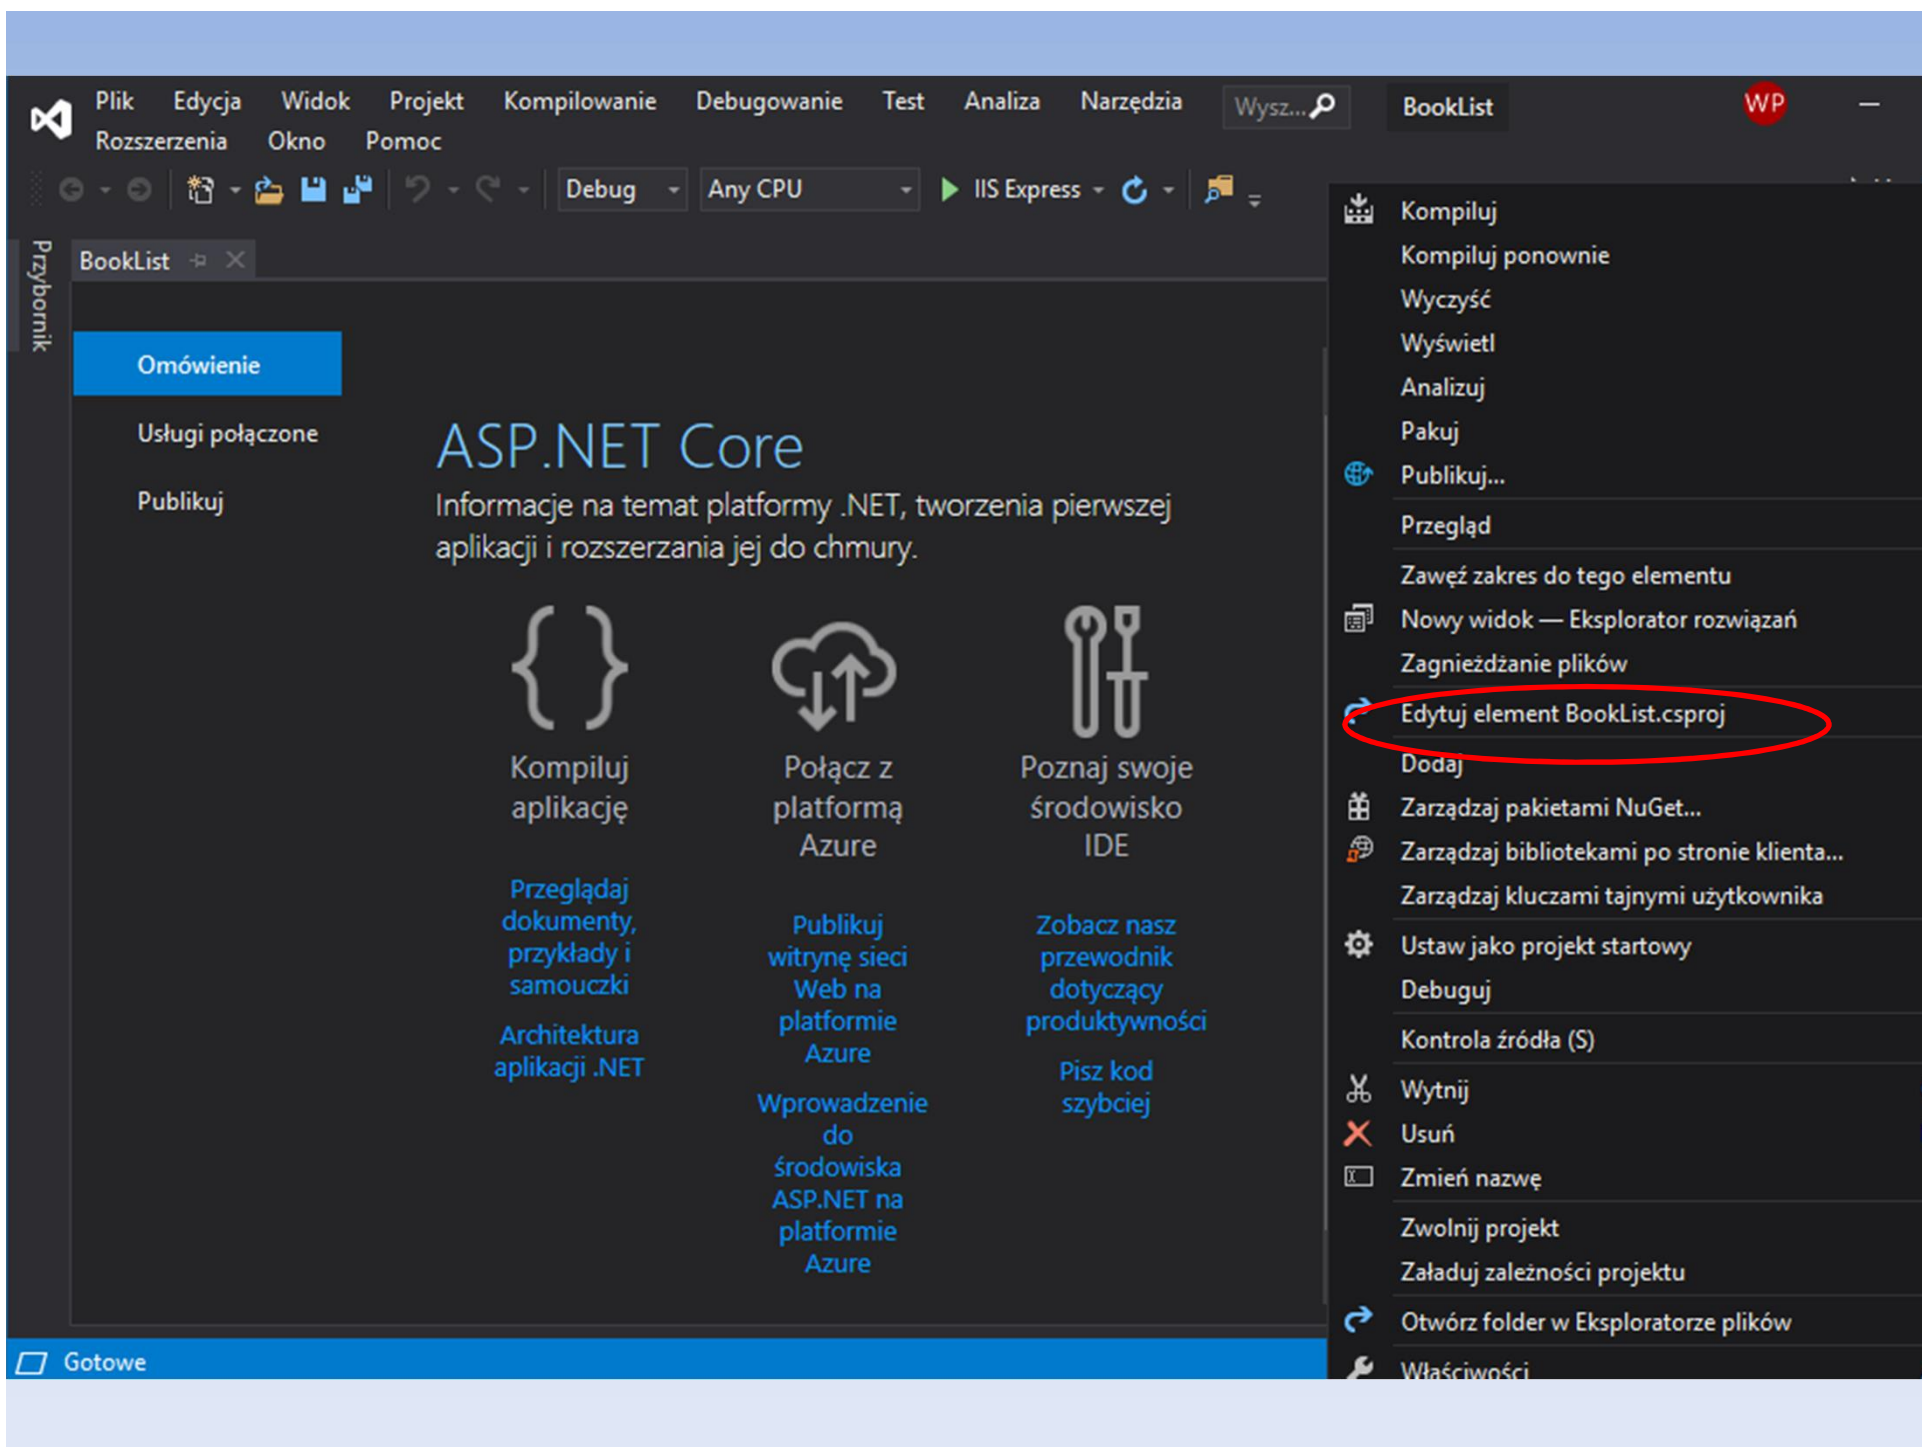 Plik Edycja Widok Projekt Kompilowanie Debugowanie Test Analiza Narzędzia Wysz... BookList WP
Rozszerzenia Okno Pomoc
Debug Any CPU IIS Express
Przybornik
BookList
Omówienie
Usługi połączone
Publikuj
ASP.NET Core
Informacje na temat platformy .NET, tworzenia pierwszej
aplikacji i rozszerzania jej do chmury.
Kompiluj
aplikację
Przeglądaj
dokumenty,
przykłady i
samouczki
Architektura
aplikacji .NET
Połącz z
platformą
Azure
Publikuj
witrynę sieci
Web na
platformie
Azure
Wprowadzenie
do
środowiska
ASP.NET na
platformie
Azure
Poznaj swoje
środowisko
IDE
Zobacz nasz
przewodnik
dotyczący
produktywności
Pisz kod
szybciej
Kompiluj
Kompiluj ponownie
Wyczyść
Wyświetl
Analizuj
Pakuj
Publikuj...
Przegląd
Zawęź zakres do tego elementu
Nowy widok — Eksplorator rozwiązań
Zagnieżdżanie plików
Edytuj element BookList.csproj
Dodaj
Zarządzaj pakietami NuGet...
Zarządzaj bibliotekami po stronie klienta...
Zarządzaj kluczami tajnymi użytkownika
Ustaw jako projekt startowy
Debuguj
Kontrola źródła (S)
Wytnij
Usuń
Zmień nazwę
Zwolnij projekt
Załaduj zależności projektu
Otwórz folder w Eksploratorze plików
Właściwości
Gotowe